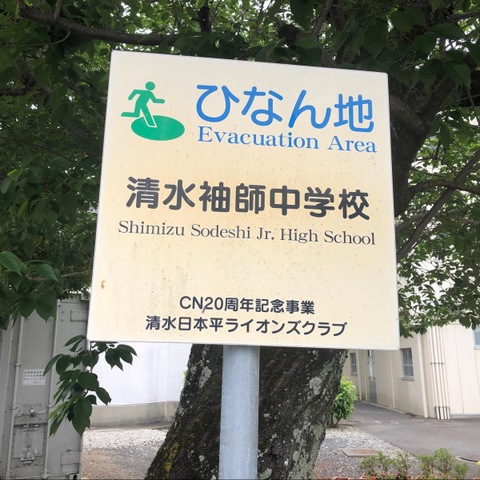 ひなん地
Evacuation Area
清水袖師中学校
Shimizu Sodeshi Jr. High School
CN20周年記念事業
清水日本平ライオンズクラブ